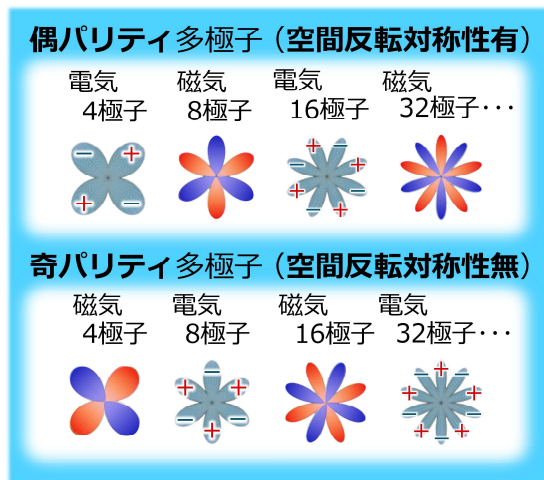 偶パリティ多極子（空間反転対称性有）
電気 磁気 電気 磁気
4極子 8極子 16極子 32極子･･･
－ ＋ ＋ － － ＋
＋ － ＋ － － ＋
奇パリティ多極子（空間反転対称性無）
磁気 電気 磁気 電気
4極子 8極子 16極子 32極子･･･
－ － ＋ －
＋ ＋ ＋ ＋
－ － － －
＋ ＋ ＋ － ＋